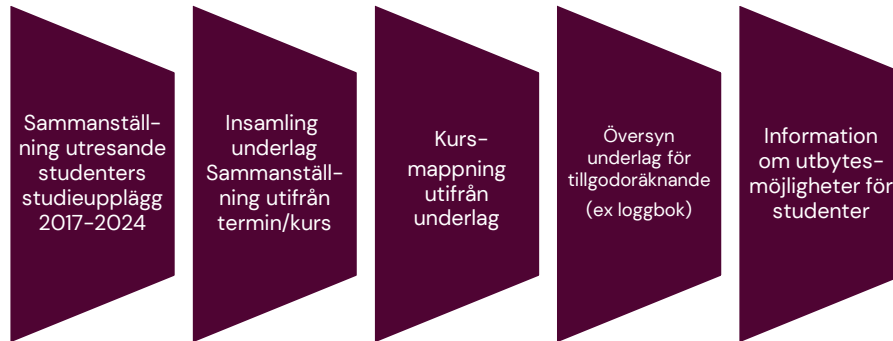 Sammanställ-
ning utresande
studenters
studieupplägg
2017-2024
Insamling
underlag
Sammanställ-
ning utifrån
termin/kurs
Kurs-
mappning
utifrån
underlag
Översyn
underlag för
tillgodoräknande
(ex loggbok)
Information
om utbytes-
möjligheter för
studenter